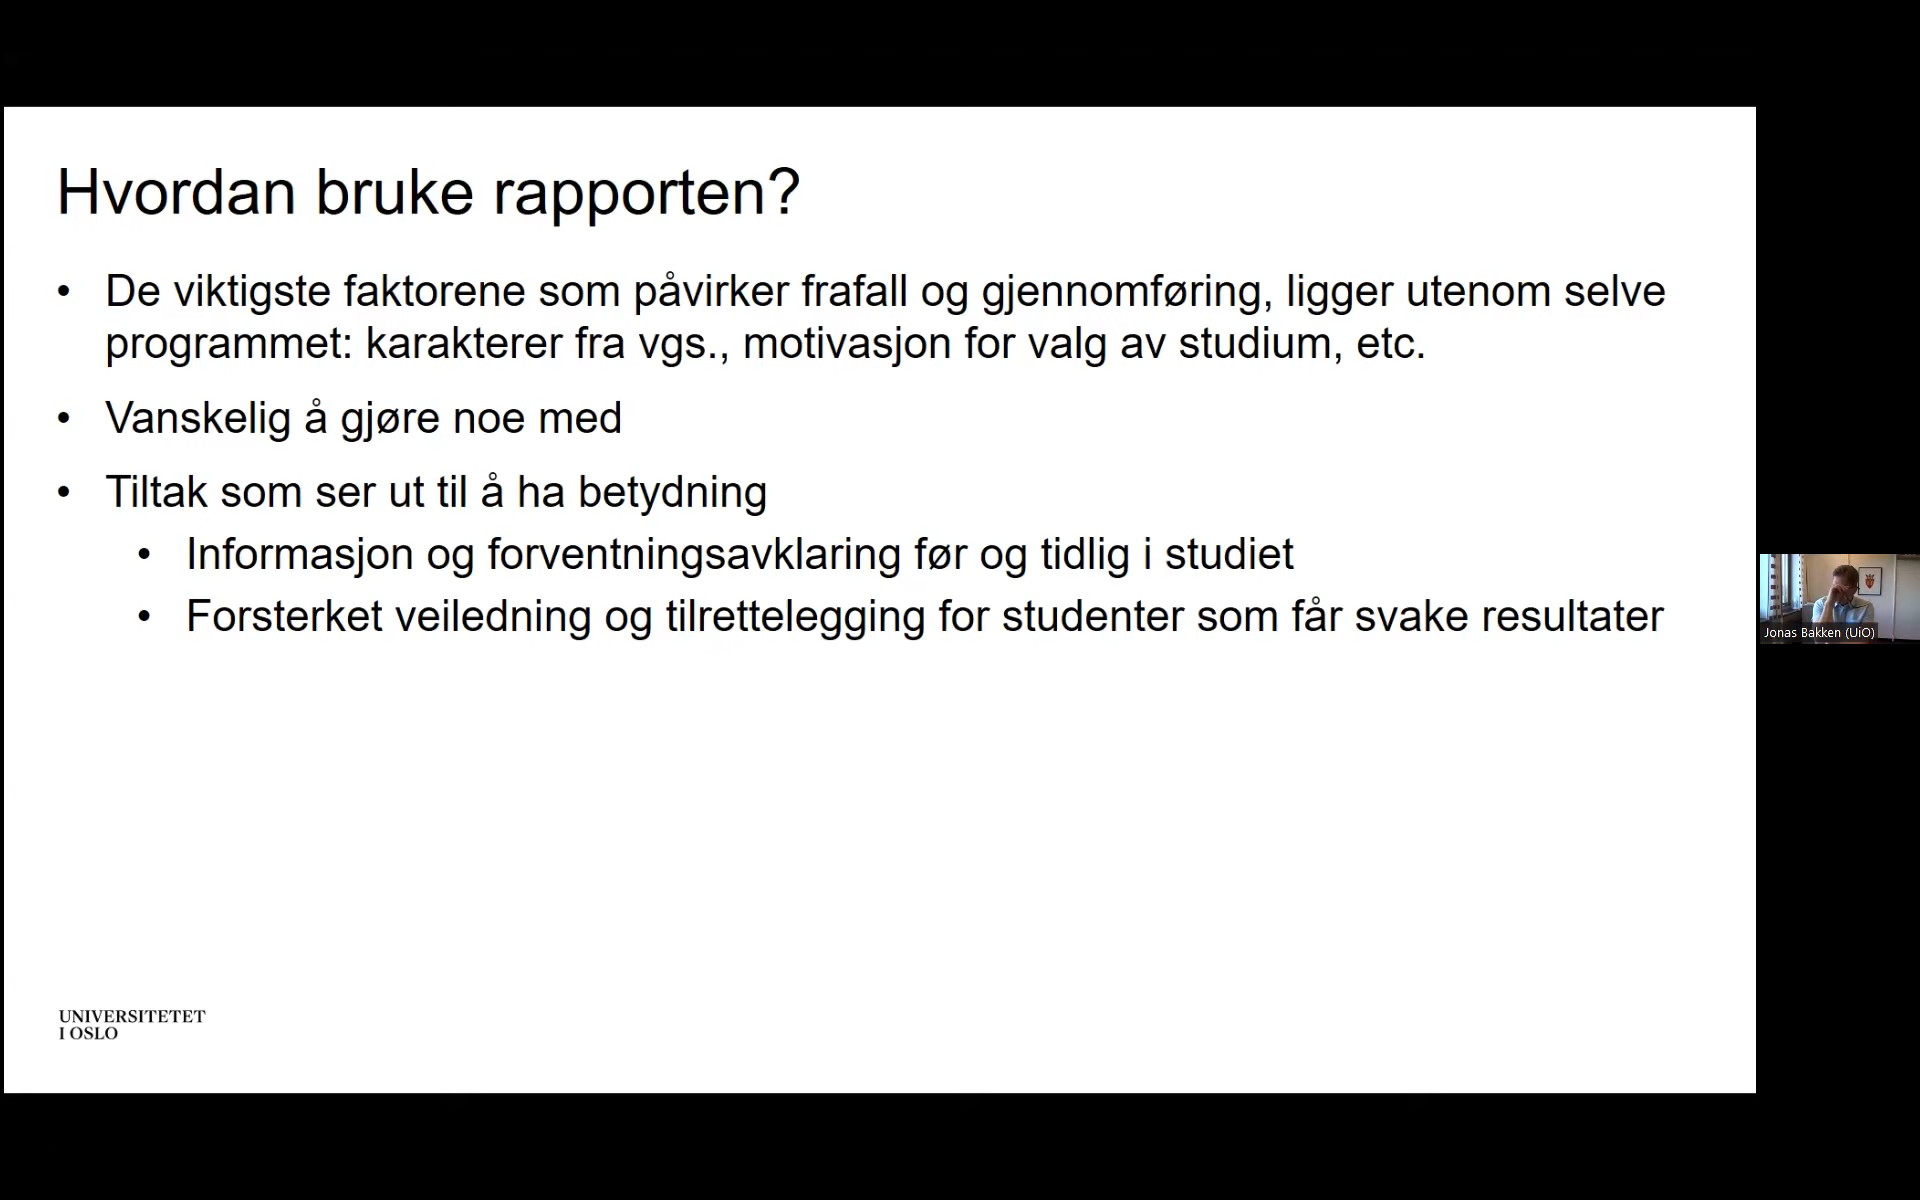 Hvordan bruke rapporten?
• De viktigste faktorene som påvirker frafall og gjennomføring, ligger utenom selve
programmet: karakterer fra vgs., motivasjon for valg av studium, etc.
• Vanskelig å gjøre noe med
• Tiltak som ser ut til å ha betydning
• Informasjon og forventningsavklaring før og tidlig i studiet
• Forsterket veiledning og tilrettelegging for studenter som får svake resultater
Jonas Bakken (UiO)
UNIVERSITETET
I OSLO